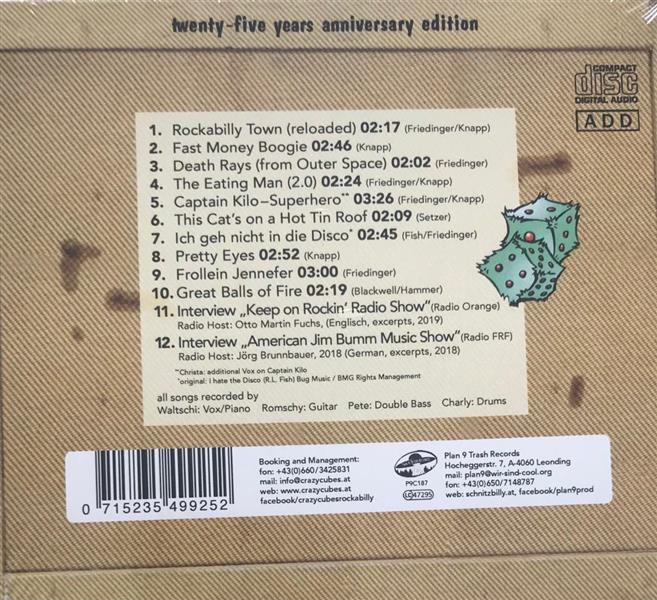 twenty-five years anniversary edition
COMPACT
disc
DIGITAL AUDIO
ADD
1. Rockabilly Town (reloaded) 02:17 (Friedinger/Knapp)
2. Fast Money Boogie 02:46 (Knapp)
3. Death Rays (from Outer Space) 02:02 (Friedinger)
4. The Eating Man (2.0) 02:24 (Friedinger/Knapp)
5. Captain Kilo–Superhero** 03:26 (Friedinger/Knapp)
6. This Cat's on a Hot Tin Roof 02:09 (Setzer)
7. Ich geh nicht in die Disco* 02:45 (Fish/Friedinger)
8. Pretty Eyes 02:52 (Knapp)
9. Frollein Jennefer 03:00 (Friedinger)
10. Great Balls of Fire 02:19 (Blackwell/Hammer)
11. Interview „Keep on Rockin' Radio Show" (Radio Orange)
Radio Host: Otto Martin Fuchs, (Englisch, excerpts, 2019)
12. Interview „American Jim Bumm Music Show" (Radio FRF)
Radio Host: Jörg Brunnbauer, 2018 (German, excerpts, 2018)
**Christa: additional Vox on Captain Kilo
*original: I hate the Disco (R.L. Fish) Bug Music / BMG Rights Management
all songs recorded by
Waltschi: Vox/Piano Romschy: Guitar Pete: Double Bass Charly: Drums
0 715235 499252
Booking and Management:
fon: +43(0)660/3425831
mail: info@crazycubes.at
web: www.crazycubes.at
facebook/crazycubesrockabilly
P9C187
LC47295
Plan 9 Trash Records
Hocheggerstr. 7, A-4060 Leonding
mail: plan9@wir-sind-cool.org
fon: +43(0)650/7148787
web: schnitzbilly.at, facebook/plan9prod